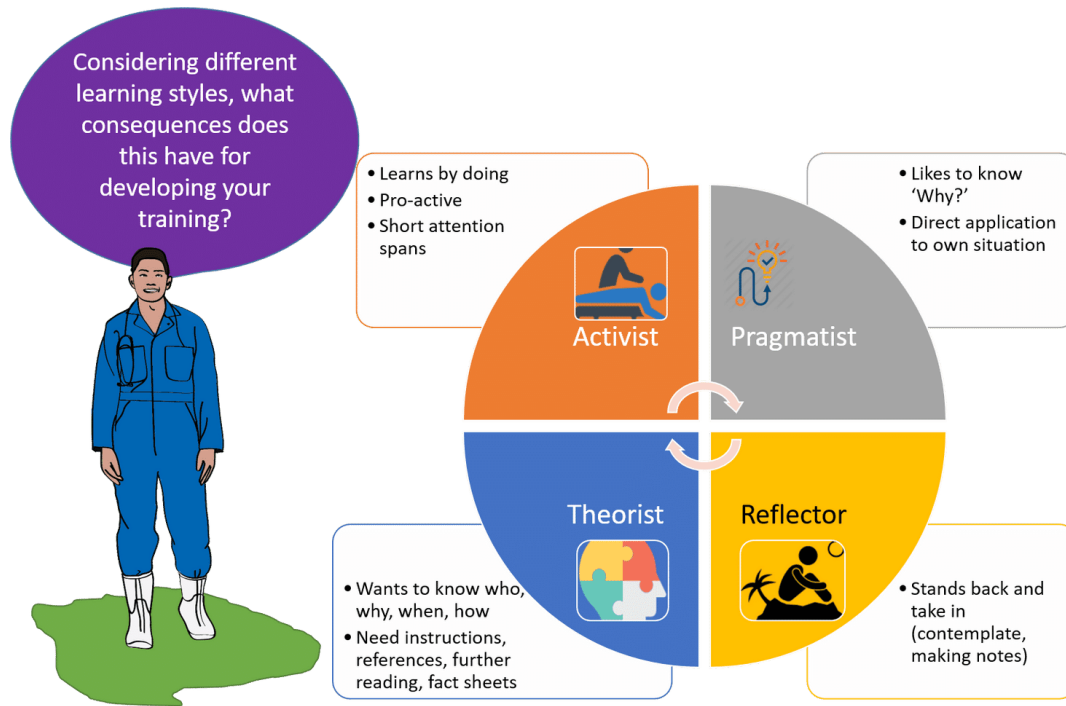 Considering different
learning styles, what
consequences does
this have for
developing your
training?
• Learns by doing
• Pro-active
• Short attention
spans
Activist
• Likes to know
‘Why?’
• Direct application
to own situation
Pragmatist
Theorist
• Wants to know who,
why, when, how
• Need instructions,
references, further
reading, fact sheets
Reflector
• Stands back and
take in
(contemplate,
making notes)